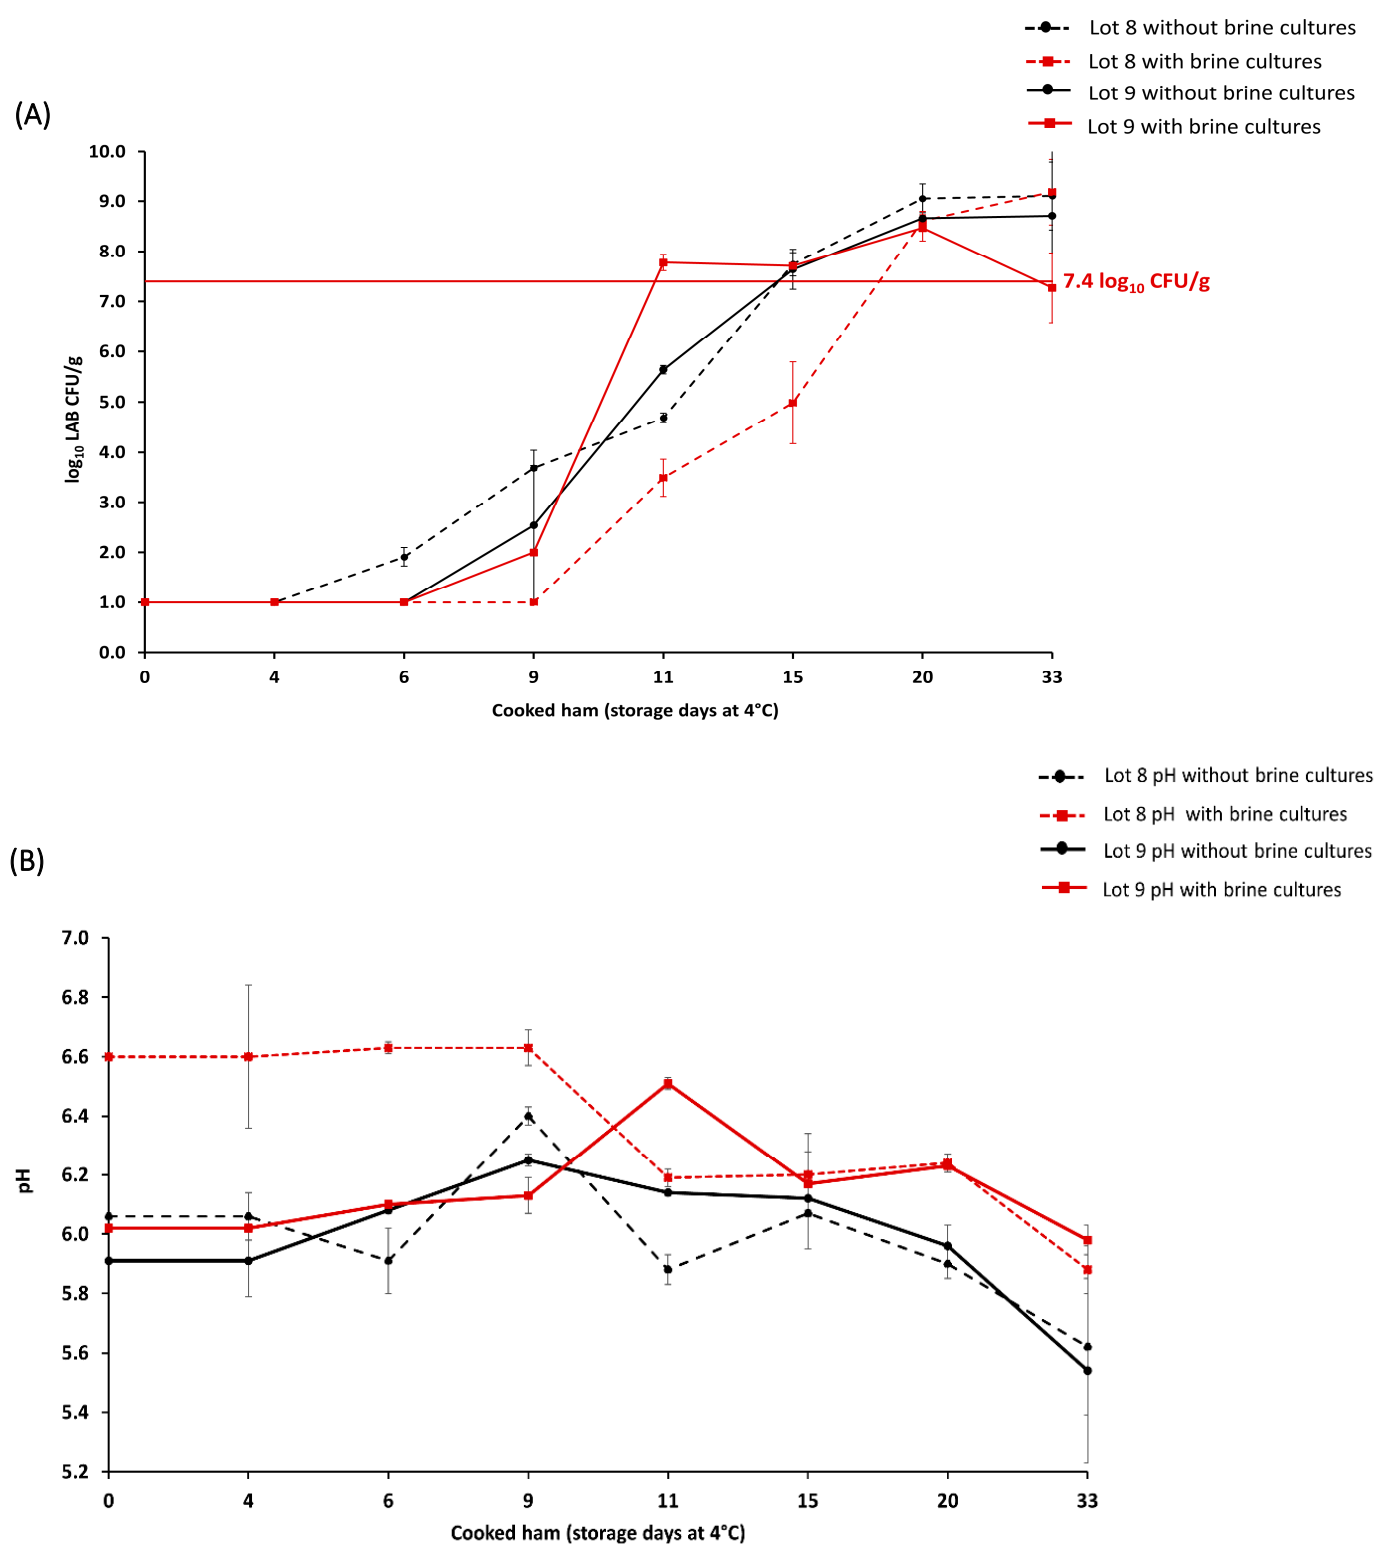 Lot 8 without brine cultures
Lot 8 with brine cultures
Lot 9 without brine cultures
Lot 9 with brine cultures
(A)
10.0
9.0
8.0
7.0
6.0
5.0
4.0
3.0
2.0
1.0
0.0
log10 LAB CFU/g
7.4 log10 CFU/g
0 4 6 9 11 15 20 33
Cooked ham (storage days at 4°C)
Lot 8 pH without brine cultures
Lot 8 pH with brine cultures
Lot 9 pH without brine cultures
Lot 9 pH with brine cultures
(B)
7.0
6.8
6.6
6.4
6.2
6.0
5.8
5.6
5.4
5.2
pH
0 4 6 9 11 15 20 33
Cooked ham (storage days at 4°C)